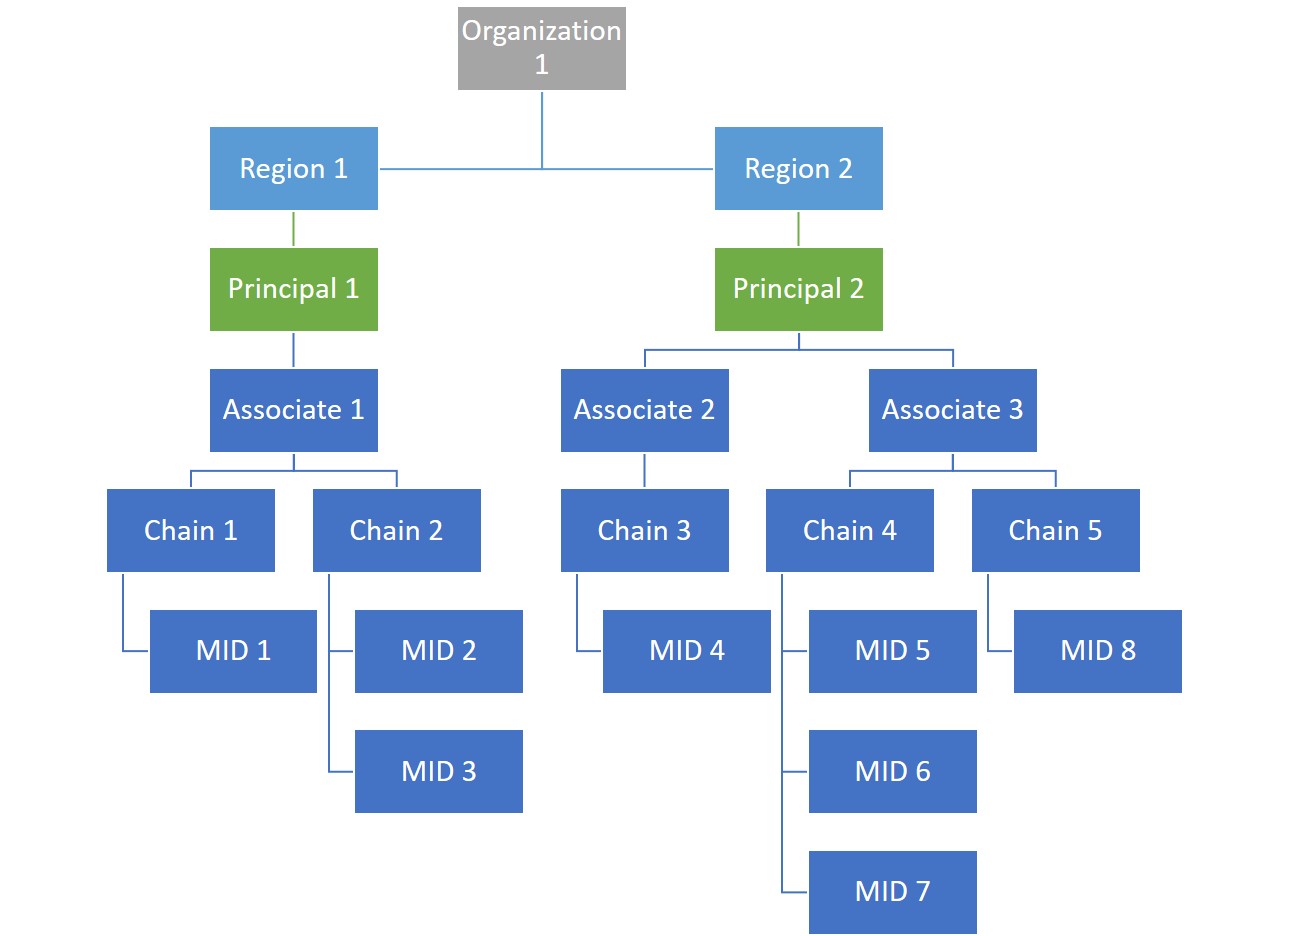 Organization
1
Region 1
Region 2
Principal 1
Principal 2
Associate 1
Associate 2
Associate 3
Chain 1
Chain 2
Chain 3
Chain 4
Chain 5
MID 1
MID 2
MID 4
MID 5
MID 8
MID 3
MID 6
MID 7